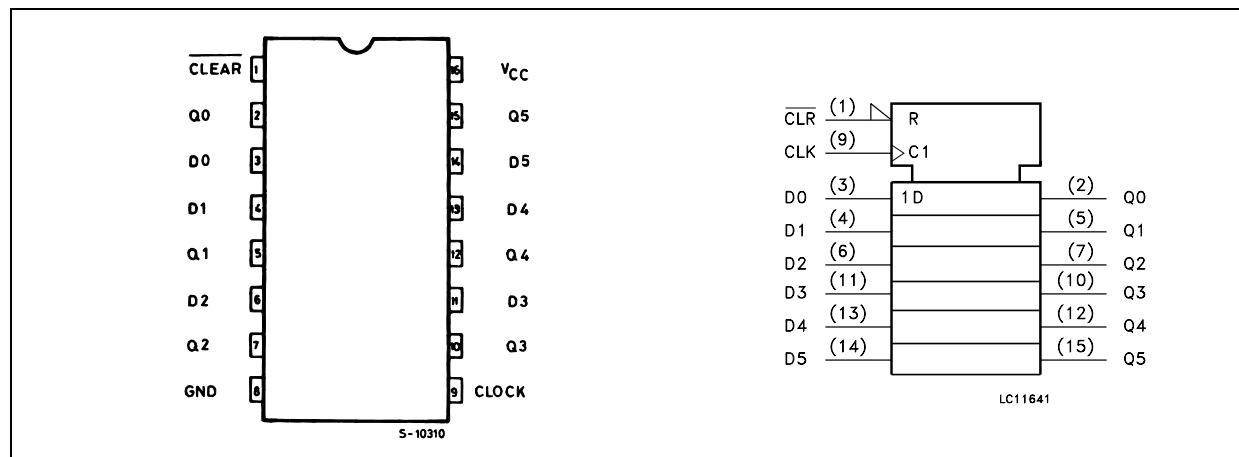 CLEAR 1 16 VCC
Q0 2 15 Q5
D0 3 14 D5
D1 4 13 D4
Q1 5 12 Q4
D2 6 11 D3
Q2 7 10 Q3
GND 8 9 CLOCK
S-10310
CLR (1) R
CLK (9) C1
D0 (3) 1D (2) Q0
D1 (4) (5) Q1
D2 (6) (7) Q2
D3 (11) (10) Q3
D4 (13) (12) Q4
D5 (14) (15) Q5
LC11641